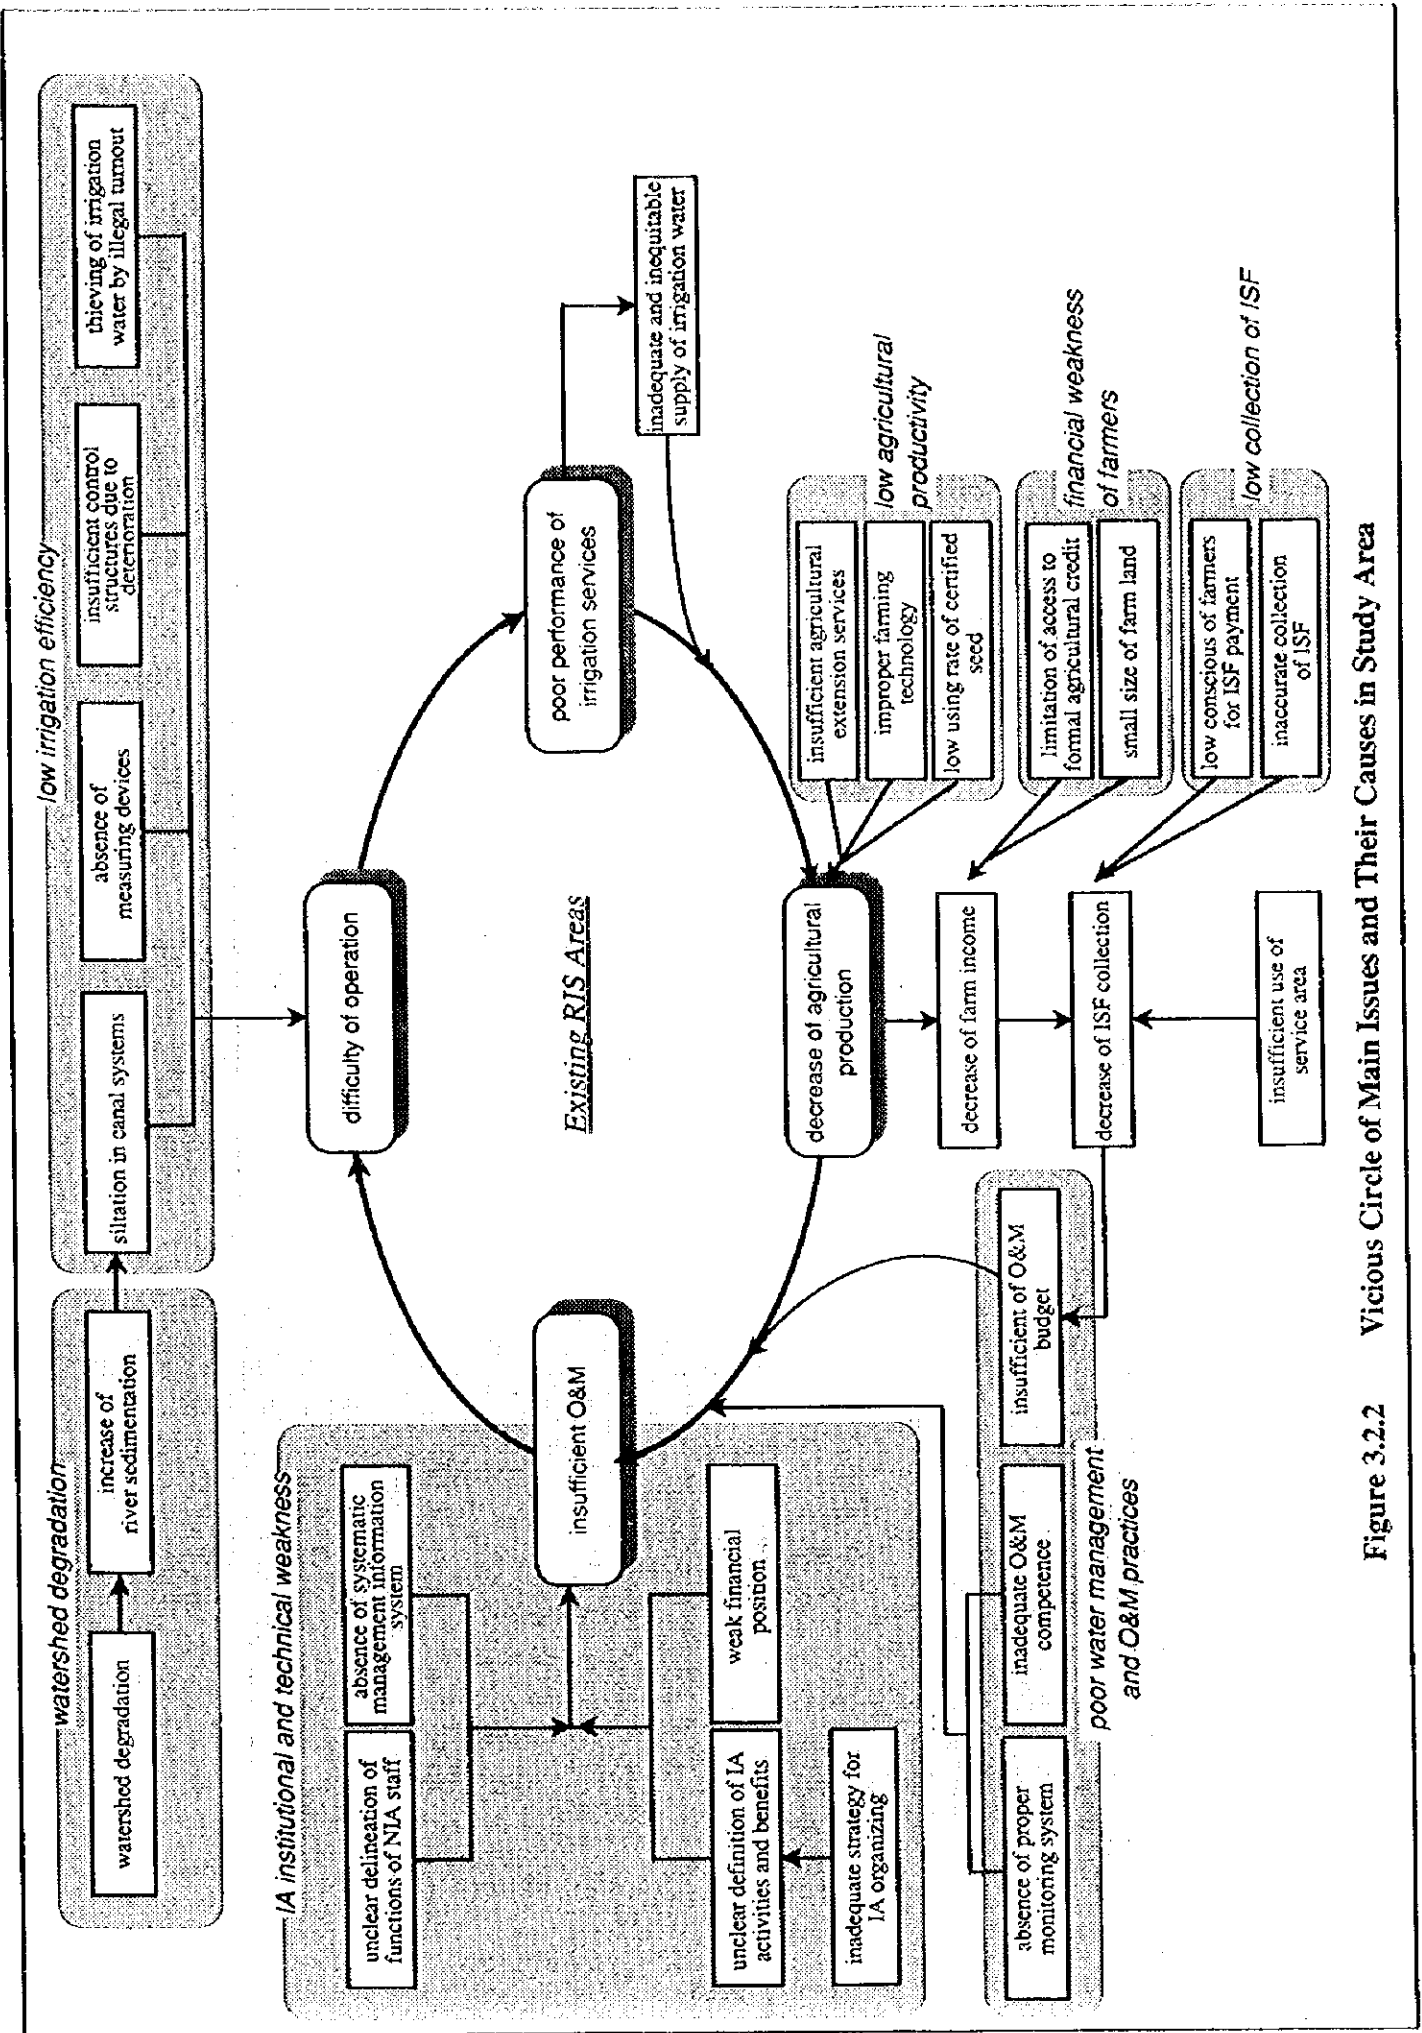 watershed degradation
watershed degradation
increase of
river sedimentation
low irrigation efficiency
siltation in canal systems
absence of
measuring devices
insufficient control
structures due to
deterioration
thieving of irrigation
water by illegal turnout
IA institutional and technical weakness
unclear delineation of
functions of NIA staff
absence of systematic
management information
system
unclear definition of IA
activities and benefits
weak financial
position
inadequate strategy for
IA organizing
insufficient O&M
difficulty of operation
Existing RIS Areas
poor performance of
irrigation services
inadequate and inequitable
supply of irrigation water
decrease of agricultural
production
insufficient agricultural
extension services
improper farming
technology
low using rate of certified
seed
low agricultural
productivity
decrease of farm income
limitation of access to
formal agricultural credit
small size of farm land
financial weakness
of farmers
decrease of ISF collection
low conscious of farmers
for ISF payment
inaccurate collection
of ISF
low collection of ISF
insufficient use of
service area
absence of proper
monitoring system
inadequate O&M
competence
insufficient of O&M
budget
poor water management
and O&M practices
Figure 3.2.2 Vicious Circle of Main Issues and Their Causes in Study Area